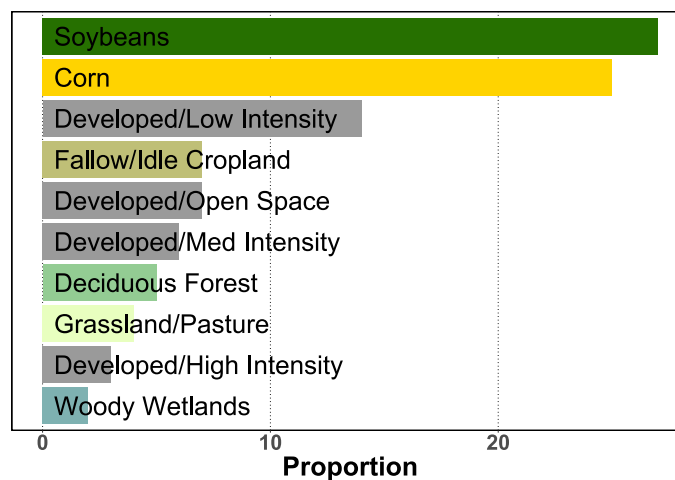 Soybeans
Corn
Developed/Low Intensity
Fallow/Idle Cropland
Developed/Open Space
Developed/Med Intensity
Deciduous Forest
Grassland/Pasture
Developed/High Intensity
Woody Wetlands
0 10 20
Proportion